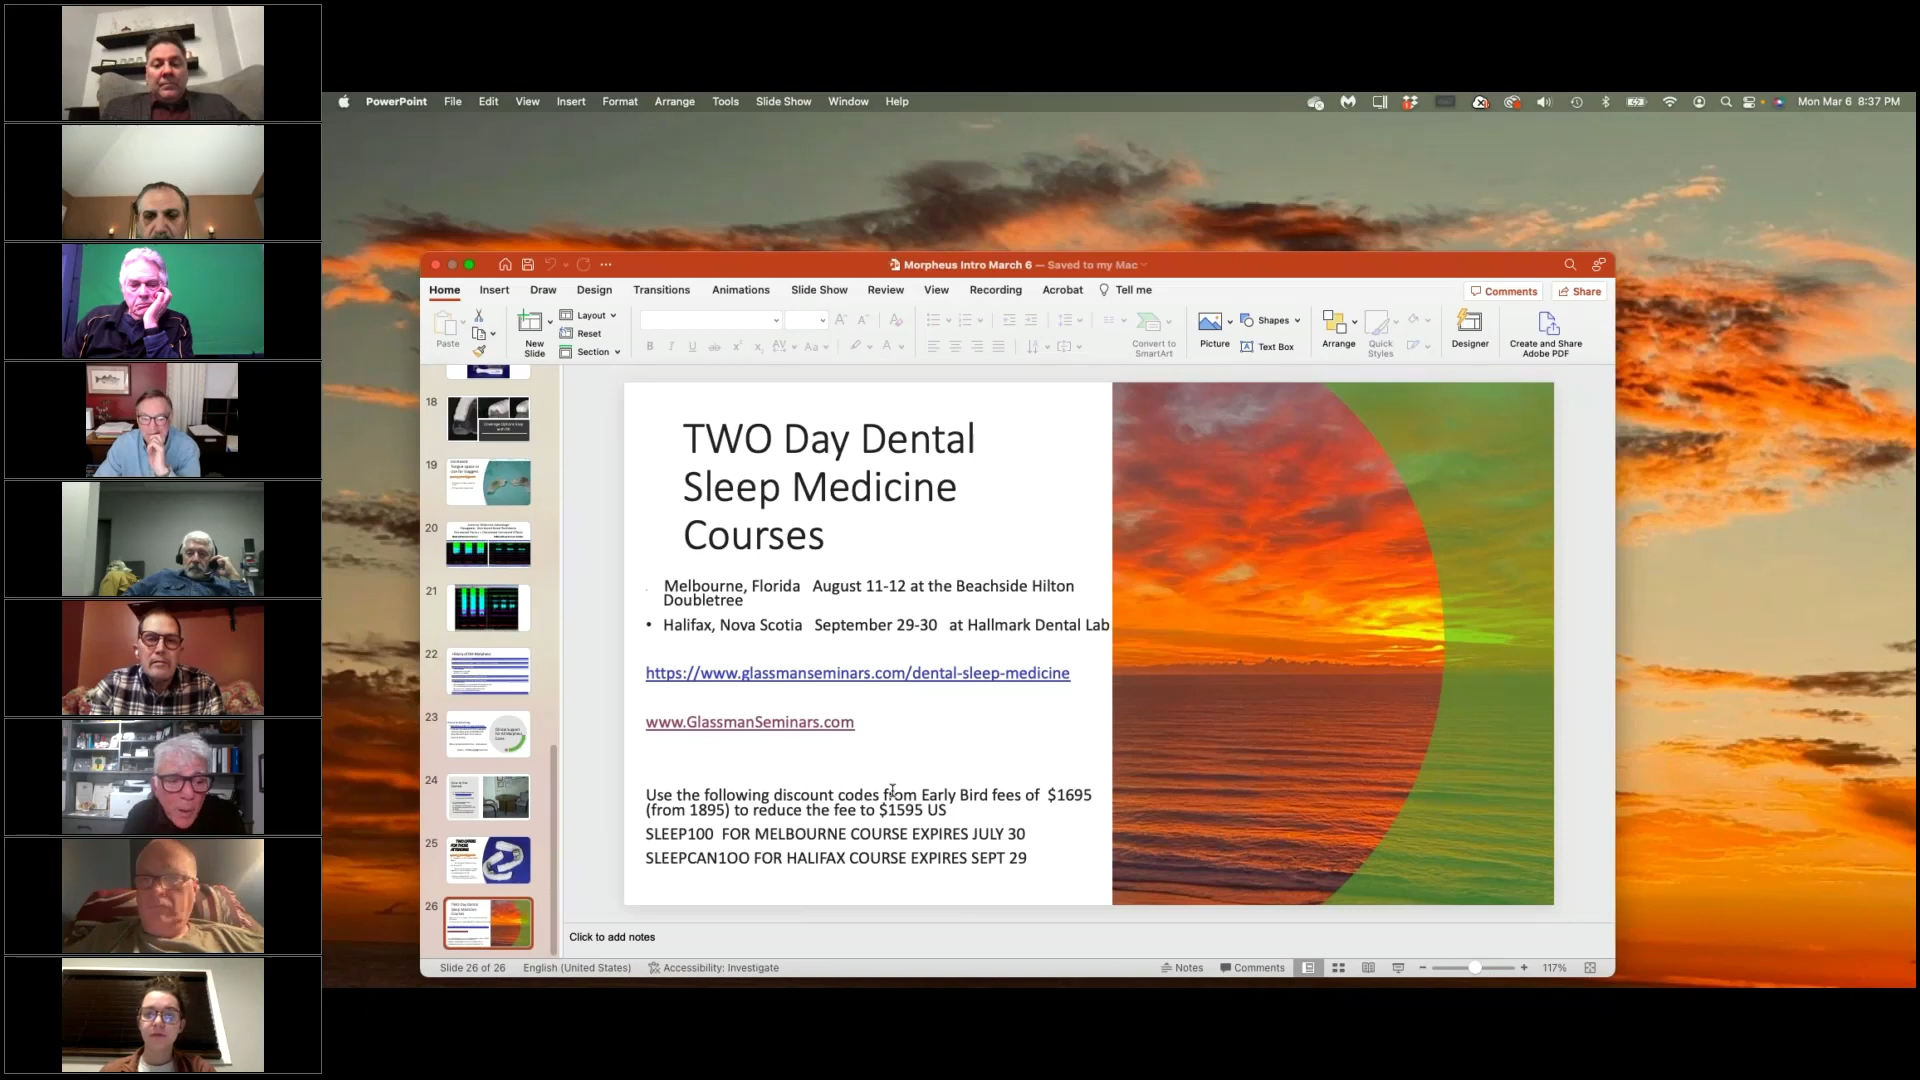 PowerPoint File Edit View Insert Format Arrange Tools Slide Show Window Help Mon Mar 6 8:37 PM
Morpheus Intro March 6 — Saved to my Mac
Home Insert Draw Design Transitions Animations Slide Show Review View Recording Acrobat Tell me Comments Share
Paste
New Slide
Layout
Reset
Section
Convert to SmartArt
Picture
Shapes
Text Box
Arrange
Quick Styles
Designer
Create and Share Adobe PDF
18
19
20
21
22
23
24
25
26
TWO Day Dental
Sleep Medicine
Courses
Melbourne, Florida August 11-12 at the Beachside Hilton
Doubletree
• Halifax, Nova Scotia September 29-30 at Hallmark Dental Lab
https://www.glassmanseminars.com/dental-sleep-medicine
www.GlassmanSeminars.com
Use the following discount codes from Early Bird fees of $1695
(from 1895) to reduce the fee to $1595 US
SLEEP100 FOR MELBOURNE COURSE EXPIRES JULY 30
SLEEPCAN1OO FOR HALIFAX COURSE EXPIRES SEPT 29
Click to add notes
Slide 26 of 26 English (United States) Accessibility: Investigate Notes Comments 117%